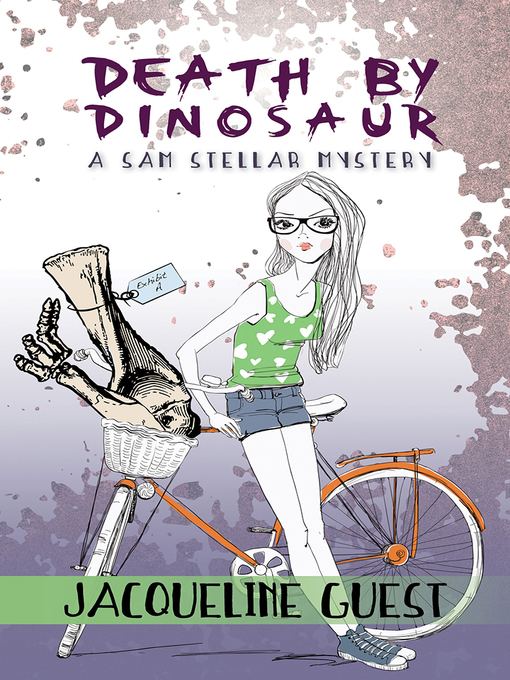 DEATH BY
DINOSAUR
A SAM STELLAR MYSTERY
Exhibit
A
JACQUELINE GUEST